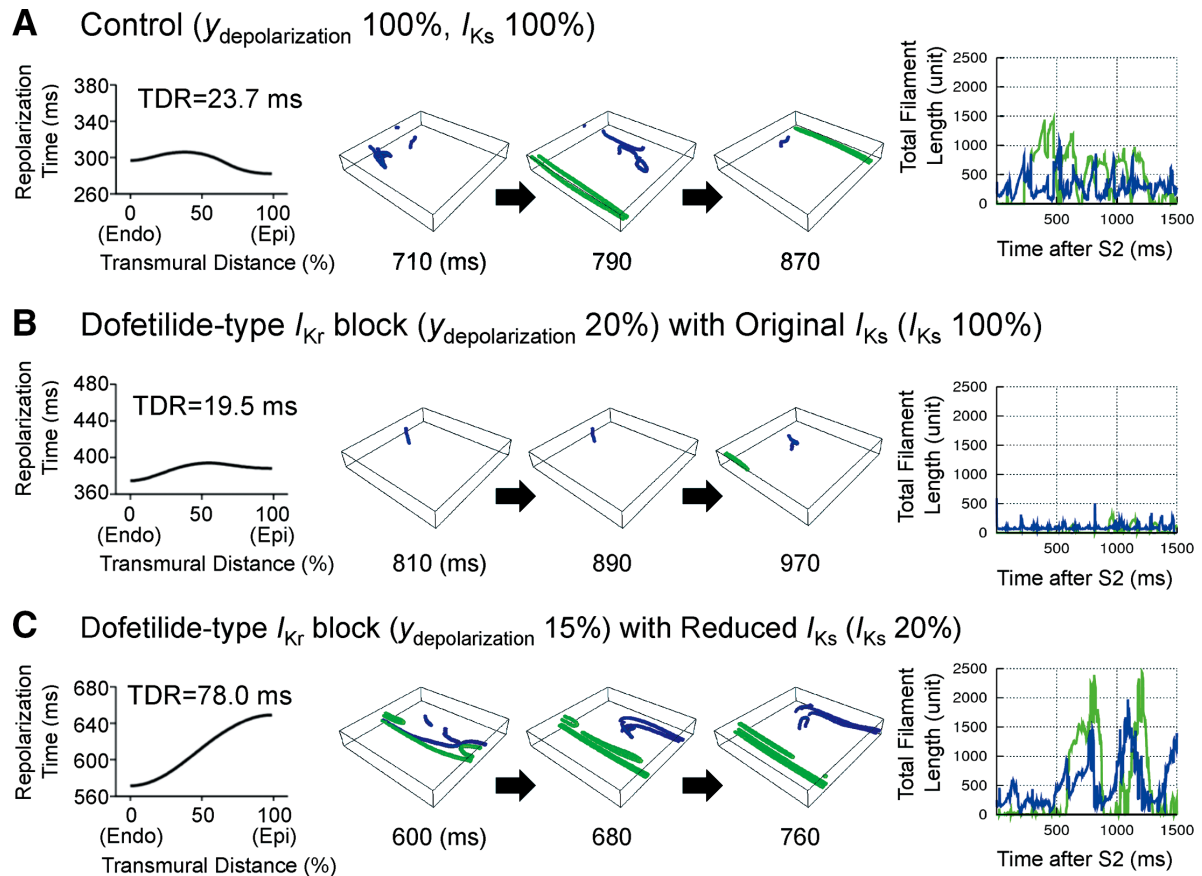 A Control (ydepolarization 100%, IKs 100%)
Repolarization
Time (ms)
380
340
300
260
TDR=23.7 ms
0
50
100
(Endo)
(Epi)
Transmural Distance (%)
710 (ms)
790
870
Total Filament
Length (unit)
2500
2000
1500
1000
500
0
500
1000
1500
Time after S2 (ms)
B Dofetilide-type IKr block (ydepolarization 20%) with Original IKs (IKs 100%)
Repolarization
Time (ms)
480
440
400
360
TDR=19.5 ms
0
50
100
(Endo)
(Epi)
Transmural Distance (%)
810 (ms)
890
970
Total Filament
Length (unit)
2500
2000
1500
1000
500
0
500
1000
1500
Time after S2 (ms)
C Dofetilide-type IKr block (ydepolarization 15%) with Reduced IKs (IKs 20%)
Repolarization
Time (ms)
680
640
600
560
TDR=78.0 ms
0
50
100
(Endo)
(Epi)
Transmural Distance (%)
600 (ms)
680
760
Total Filament
Length (unit)
2500
2000
1500
1000
500
0
500
1000
1500
Time after S2 (ms)